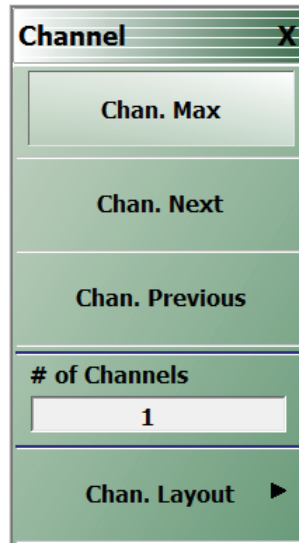 Channel X
Chan. Max
Chan. Next
Chan. Previous
# of Channels
1
Chan. Layout